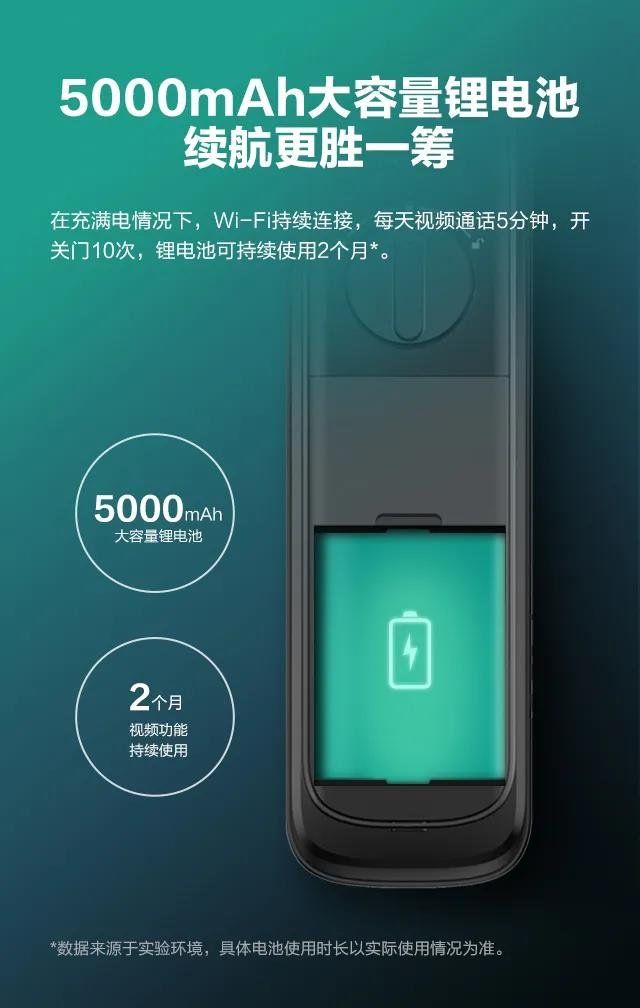 5000mAh大容量锂电池
续航更胜一筹
在充满电情况下，Wi-Fi持续连接，每天视频通话5分钟，开
关门10次，锂电池可持续使用2个月*。
5000mAh
大容量锂电池
2个月
视频功能
持续使用
*数据来源于实验环境，具体电池使用时长以实际使用情况为准。